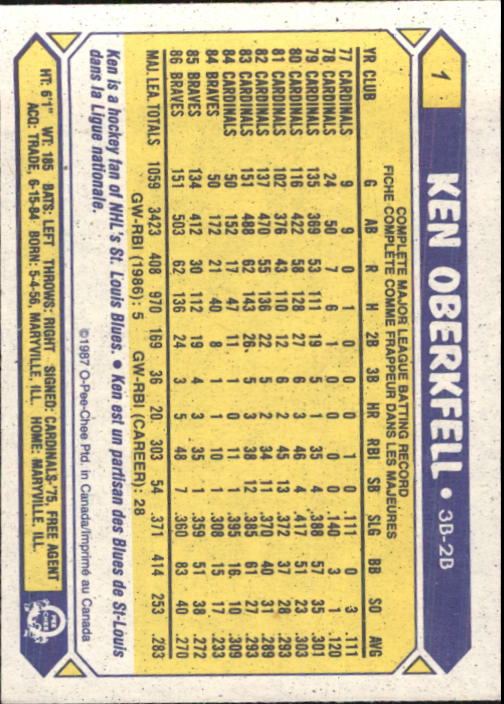 1
KEN OBERKFELL • 3B-2B
COMPLETE MAJOR LEAGUE BATTING RECORD
FICHE COMPLÈTE COMME FRAPPEUR DANS LES MAJEURES
YR CLUB G AB R H 2B 3B HR RBI SB SLG BB SO AVG
77 CARDINALS 9 9 0 1 0 0 0 1 0 .111 0 3 .111
78 CARDINALS 24 50 7 6 1 0 0 0 0 .140 3 1 .120
79 CARDINALS 135 369 53 111 19 5 1 35 4 .388 57 35 .301
80 CARDINALS 116 422 58 128 27 6 3 46 4 .417 51 23 .303
81 CARDINALS 102 376 43 110 12 6 2 45 13 .372 37 28 .293
82 CARDINALS 137 470 55 136 22 5 2 34 11 .370 40 31 .289
83 CARDINALS 151 488 62 143 26 5 3 38 12 .385 61 27 .293
84 CARDINALS 50 152 17 47 11 1 0 11 1 .395 16 10 .309
84 BRAVES 50 172 21 40 8 1 1 10 1 .308 15 17 .233
85 BRAVES 134 412 30 112 19 4 3 35 1 .359 51 38 .272
86 BRAVES 151 503 62 136 24 3 5 48 7 .360 83 40 .270
MAJ. LEA. TOTALS 1059 3423 408 970 169 36 20 303 54 .371 414 253 .283
GW-RBI (1986): 5 GW-RBI (CAREER): 28
Ken is a hockey fan of NHL's St. Louis Blues. • Ken est un partisan des Blues de St-Louis
dans la Ligue nationale.
©1987 O-Pee-Chee Ptd. in Canada/Imprimé au Canada
HT: 6'1" WT: 185 BATS: LEFT THROWS: RIGHT SIGNED: CARDINALS-'75, FREE AGENT
ACQ: TRADE, 6-15-84 BORN: 5-4-56, MARYVILLE, ILL. HOME: MARYVILLE, ILL.
O
PEE
CHEE